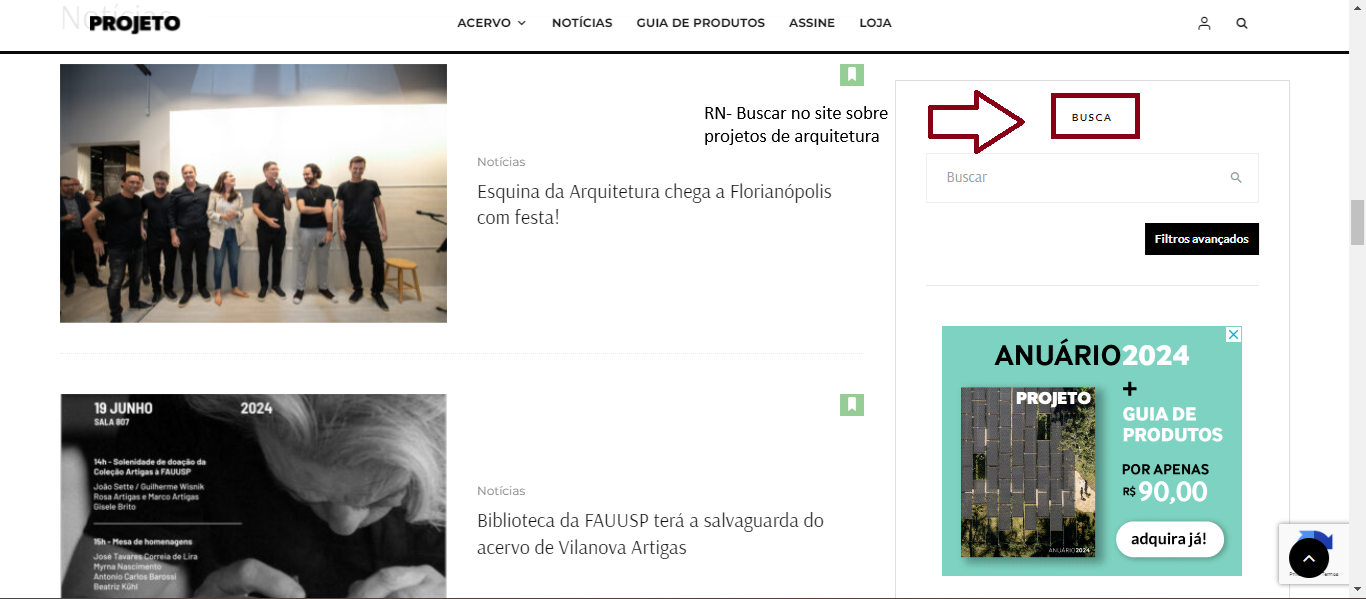 Notícias
PROJETO
ACERVO NOTÍCIAS GUIA DE PRODUTOS ASSINE LOJA
RN- Buscar no site sobre
projetos de arquitetura
Notícias
Esquina da Arquitetura chega a Florianópolis
com festa!
19 JUNHO 2024
SALA 807
14h - Solenidade de doação da
Coleção Artigas à FAUUSP
João Sette / Guilherme Wisnik
Rosa Artigas e Marco Artigas
Gisele Brito
15h - Mesa de homenagens
José Tavares Correia de Lira
Myrna Nascimento
Antonio Carlos Barossi
Beatriz Kühl
Notícias
Biblioteca da FAUUSP terá a salvaguarda do
acervo de Vilanova Artigas
BUSCA
Buscar
Filtros avançados
ANUÁRIO2024
+
GUIA DE
PRODUTOS
POR APENAS
R$ 90,00
adquira já!
PROJETO
ANUÁRIO2024